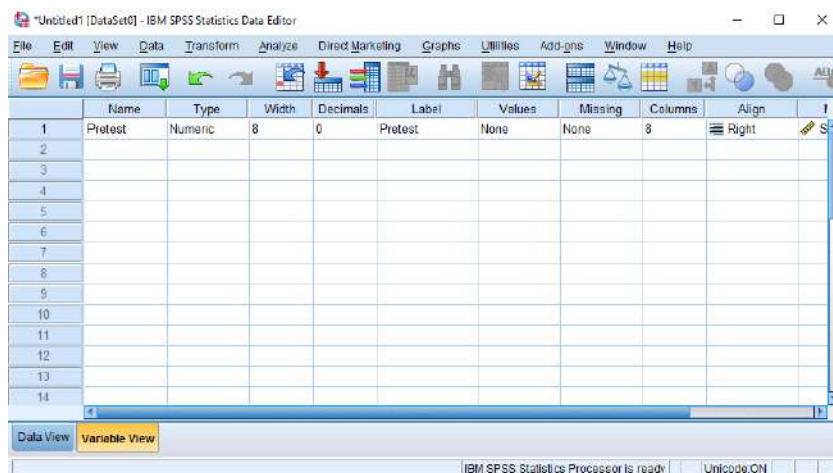 *Untitled1 [DataSet0] - IBM SPSS Statistics Data Editor
File Edit View Data Transform Analyze Direct Marketing Graphs Utilities Add-ons Window Help
Name Type Width Decimals Label Values Missing Columns Align
1 Pretest Numeric 8 0 Pretest None None 8 Right S
2
3
4
5
6
7
8
9
10
11
12
13
14
Data View Variable View
IBM SPSS Statistics Processor is ready Unicode:ON